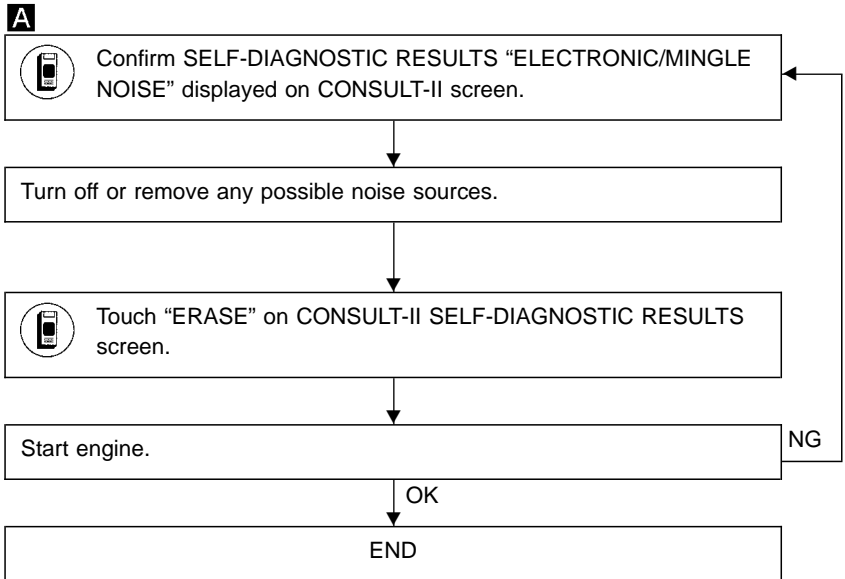 A
Confirm SELF-DIAGNOSTIC RESULTS “ELECTRONIC/MINGLE
NOISE” displayed on CONSULT-II screen.
Turn off or remove any possible noise sources.
Touch “ERASE” on CONSULT-II SELF-DIAGNOSTIC RESULTS
screen.
Start engine.
NG
OK
END